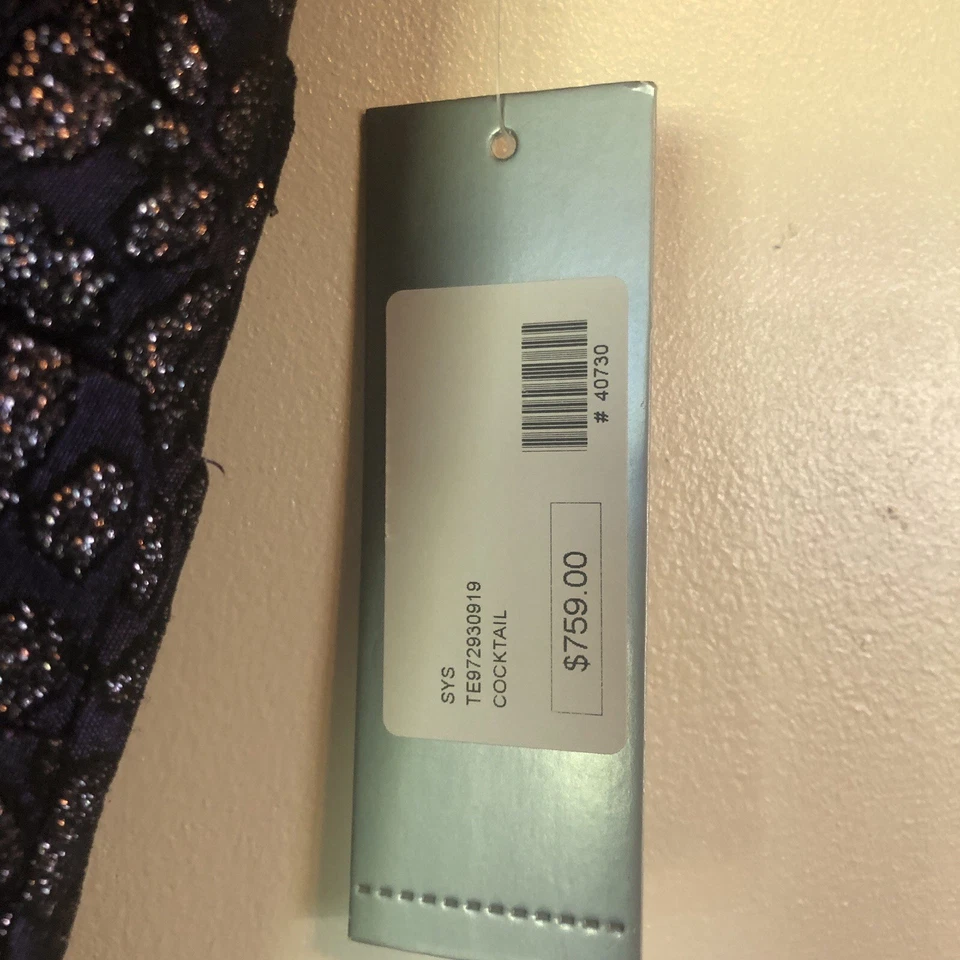 SYS
TE972930919
COCKTAIL
$759.00
# 40730